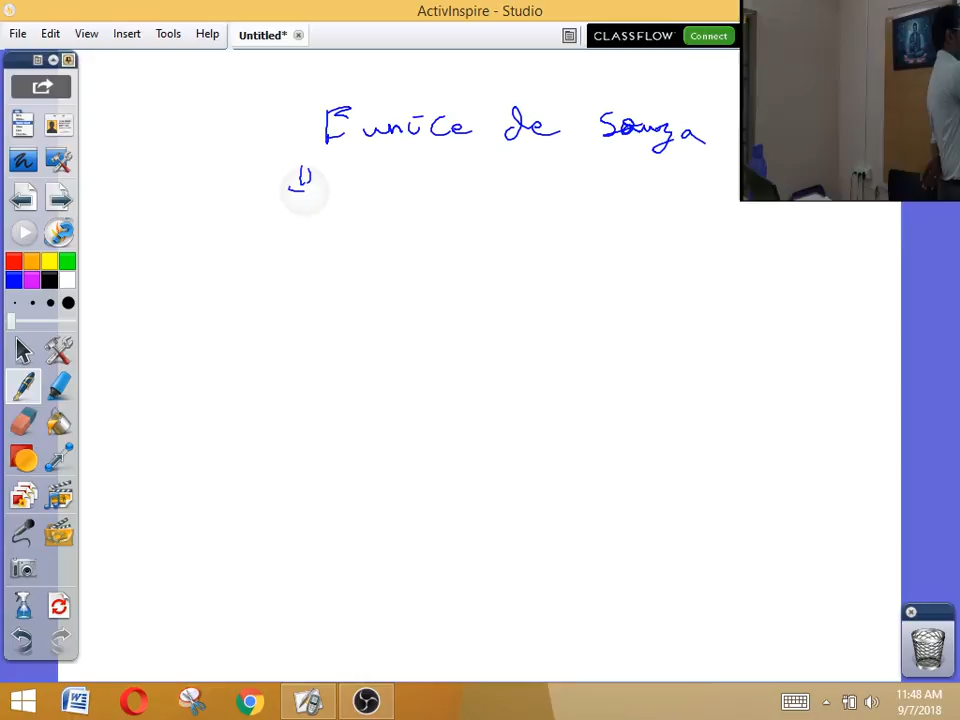 ActivInspire - Studio
File Edit View Insert Tools Help Untitled* CLASSFLOW Connect
Eunice de Souza
11:48 AM
9/7/2018